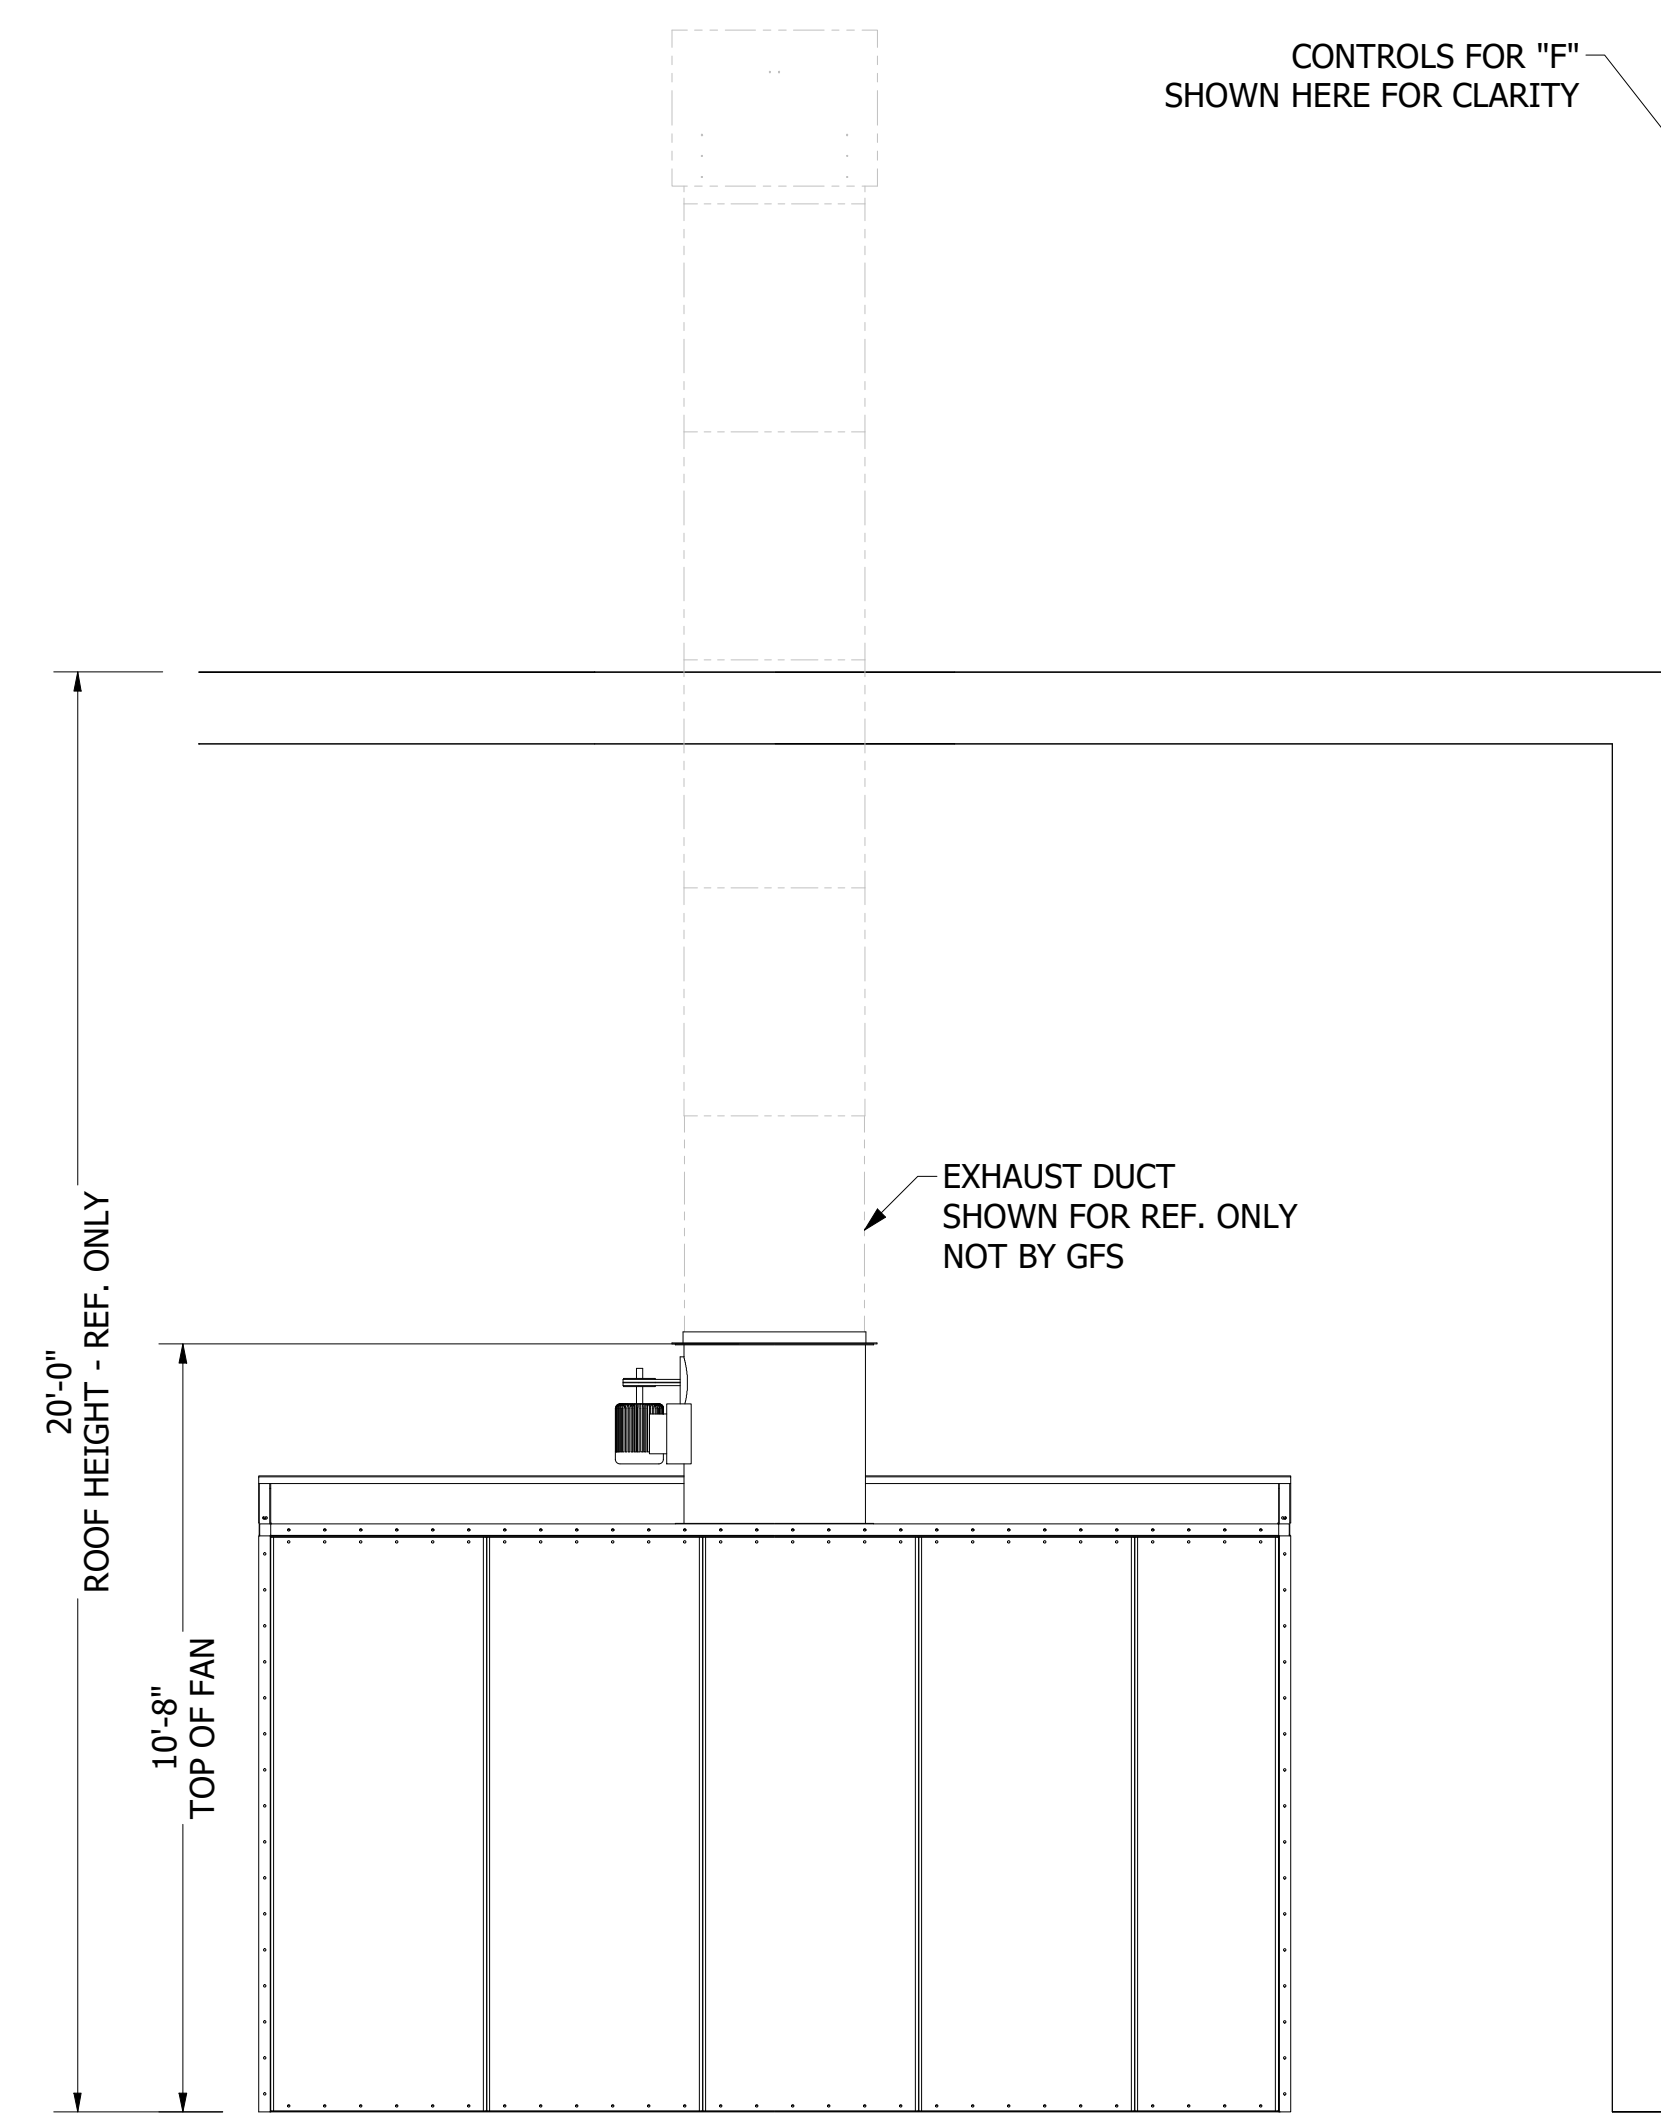 CONTROLS FOR "F"
SHOWN HERE FOR CLARITY
EXHAUST DUCT
SHOWN FOR REF. ONLY
NOT BY GFS
20'-0"
ROOF HEIGHT - REF. ONLY
10'-8"
TOP OF FAN